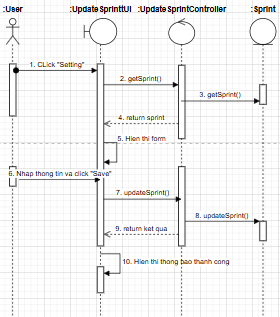 :User :UpdateSprintUI :UpdateSprintController :Sprint
1. CLick "Setting"
2. getSprint()
3. getSprint()
4. return sprint
5. Hien thi form
6. Nhap thong tin va click "Save"
7. updateSprint()
8. updateSprint()
9. return ket qua
10. Hien thi thong bao thanh cong